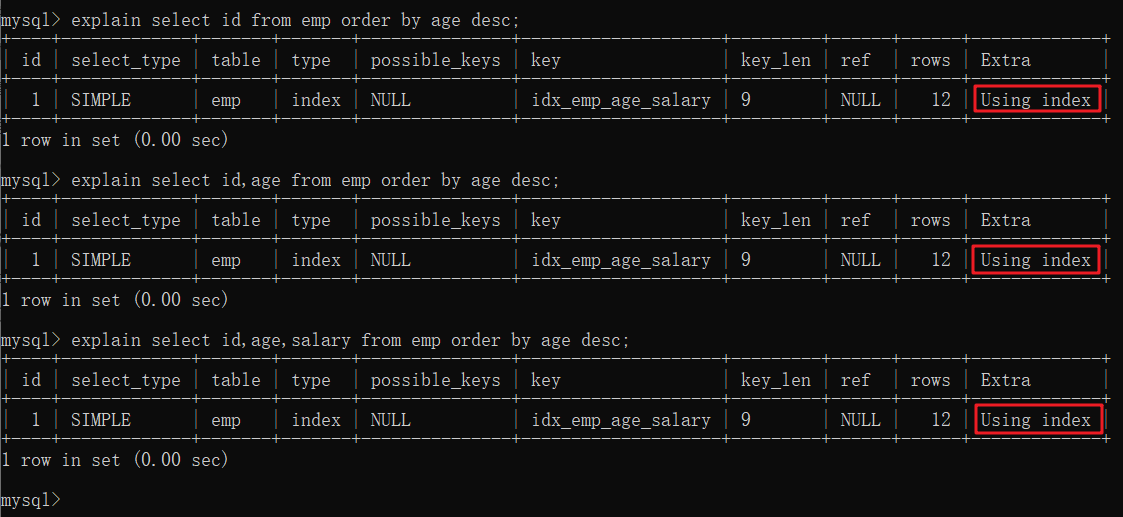 mysql> explain select id from emp order by age desc;
+----+-------------+-------+-------+---------------+--------------------+---------+------+------+-------------+
| id | select_type | table | type | possible_keys | key | key_len | ref | rows | Extra |
+----+-------------+-------+-------+---------------+--------------------+---------+------+------+-------------+
| 1 | SIMPLE | emp | index | NULL | idx_emp_age_salary | 9 | NULL | 12 | Using index |
+----+-------------+-------+-------+---------------+--------------------+---------+------+------+-------------+
1 row in set (0.00 sec)
mysql> explain select id,age from emp order by age desc;
+----+-------------+-------+-------+---------------+--------------------+---------+------+------+-------------+
| id | select_type | table | type | possible_keys | key | key_len | ref | rows | Extra |
+----+-------------+-------+-------+---------------+--------------------+---------+------+------+-------------+
| 1 | SIMPLE | emp | index | NULL | idx_emp_age_salary | 9 | NULL | 12 | Using index |
+----+-------------+-------+-------+---------------+--------------------+---------+------+------+-------------+
1 row in set (0.00 sec)
mysql> explain select id,age,salary from emp order by age desc;
+----+-------------+-------+-------+---------------+--------------------+---------+------+------+-------------+
| id | select_type | table | type | possible_keys | key | key_len | ref | rows | Extra |
+----+-------------+-------+-------+---------------+--------------------+---------+------+------+-------------+
| 1 | SIMPLE | emp | index | NULL | idx_emp_age_salary | 9 | NULL | 12 | Using index |
+----+-------------+-------+-------+---------------+--------------------+---------+------+------+-------------+
1 row in set (0.00 sec)
mysql>